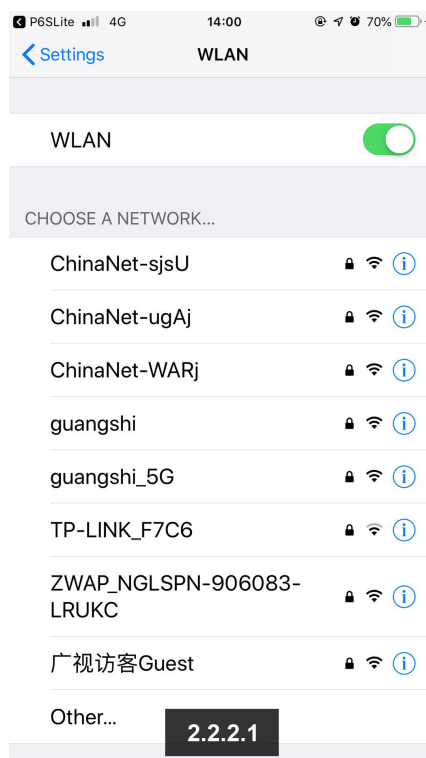 P6SLite 4G 14:00 70%
Settings WLAN
WLAN
CHOOSE A NETWORK...
ChinaNet-sjsU
ChinaNet-ugAj
ChinaNet-WARj
guangshi
guangshi_5G
TP-LINK_F7C6
ZWAP_NGLSPN-906083-
LRUKC
广视访客Guest
Other...
2.2.2.1